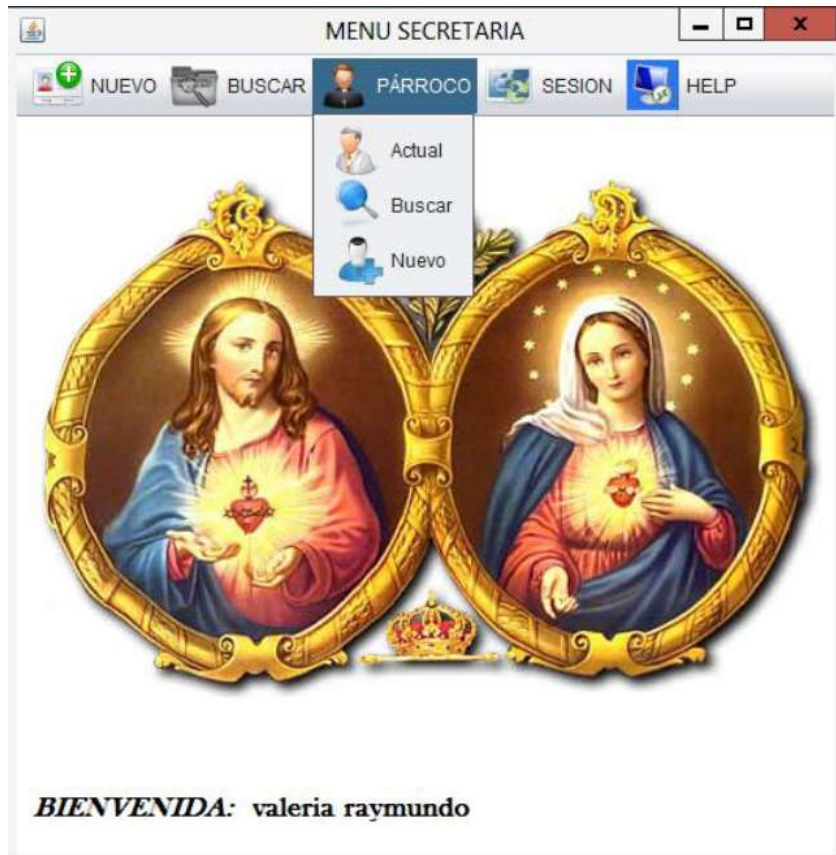 MENU SECRETARIA
NUEVO BUSCAR PÁRROCO SESION HELP
Actual
Buscar
Nuevo
BIENVENIDA: valeria raymundo